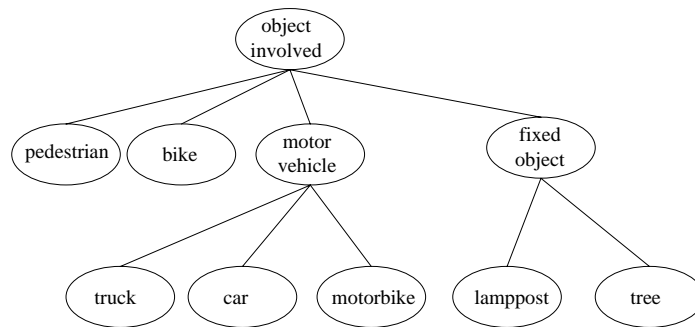 object
involved
pedestrian
bike
motor
vehicle
fixed
object
truck
car
motorbike
lamppost
tree